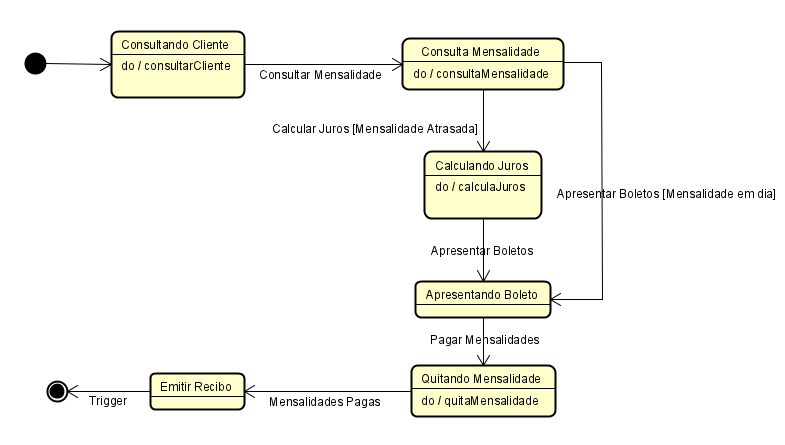 Consultando Cliente
do / consultarCliente
Consultar Mensalidade
Consulta Mensalidade
do / consultaMensalidade
Calcular Juros [Mensalidade Atrasada]
Calculando Juros
do / calculaJuros
Apresentar Boletos [Mensalidade em dia]
Apresentar Boletos
Apresentando Boleto
Pagar Mensalidades
Quitando Mensalidade
do / quitaMensalidade
Mensalidades Pagas
Emitir Recibo
Trigger